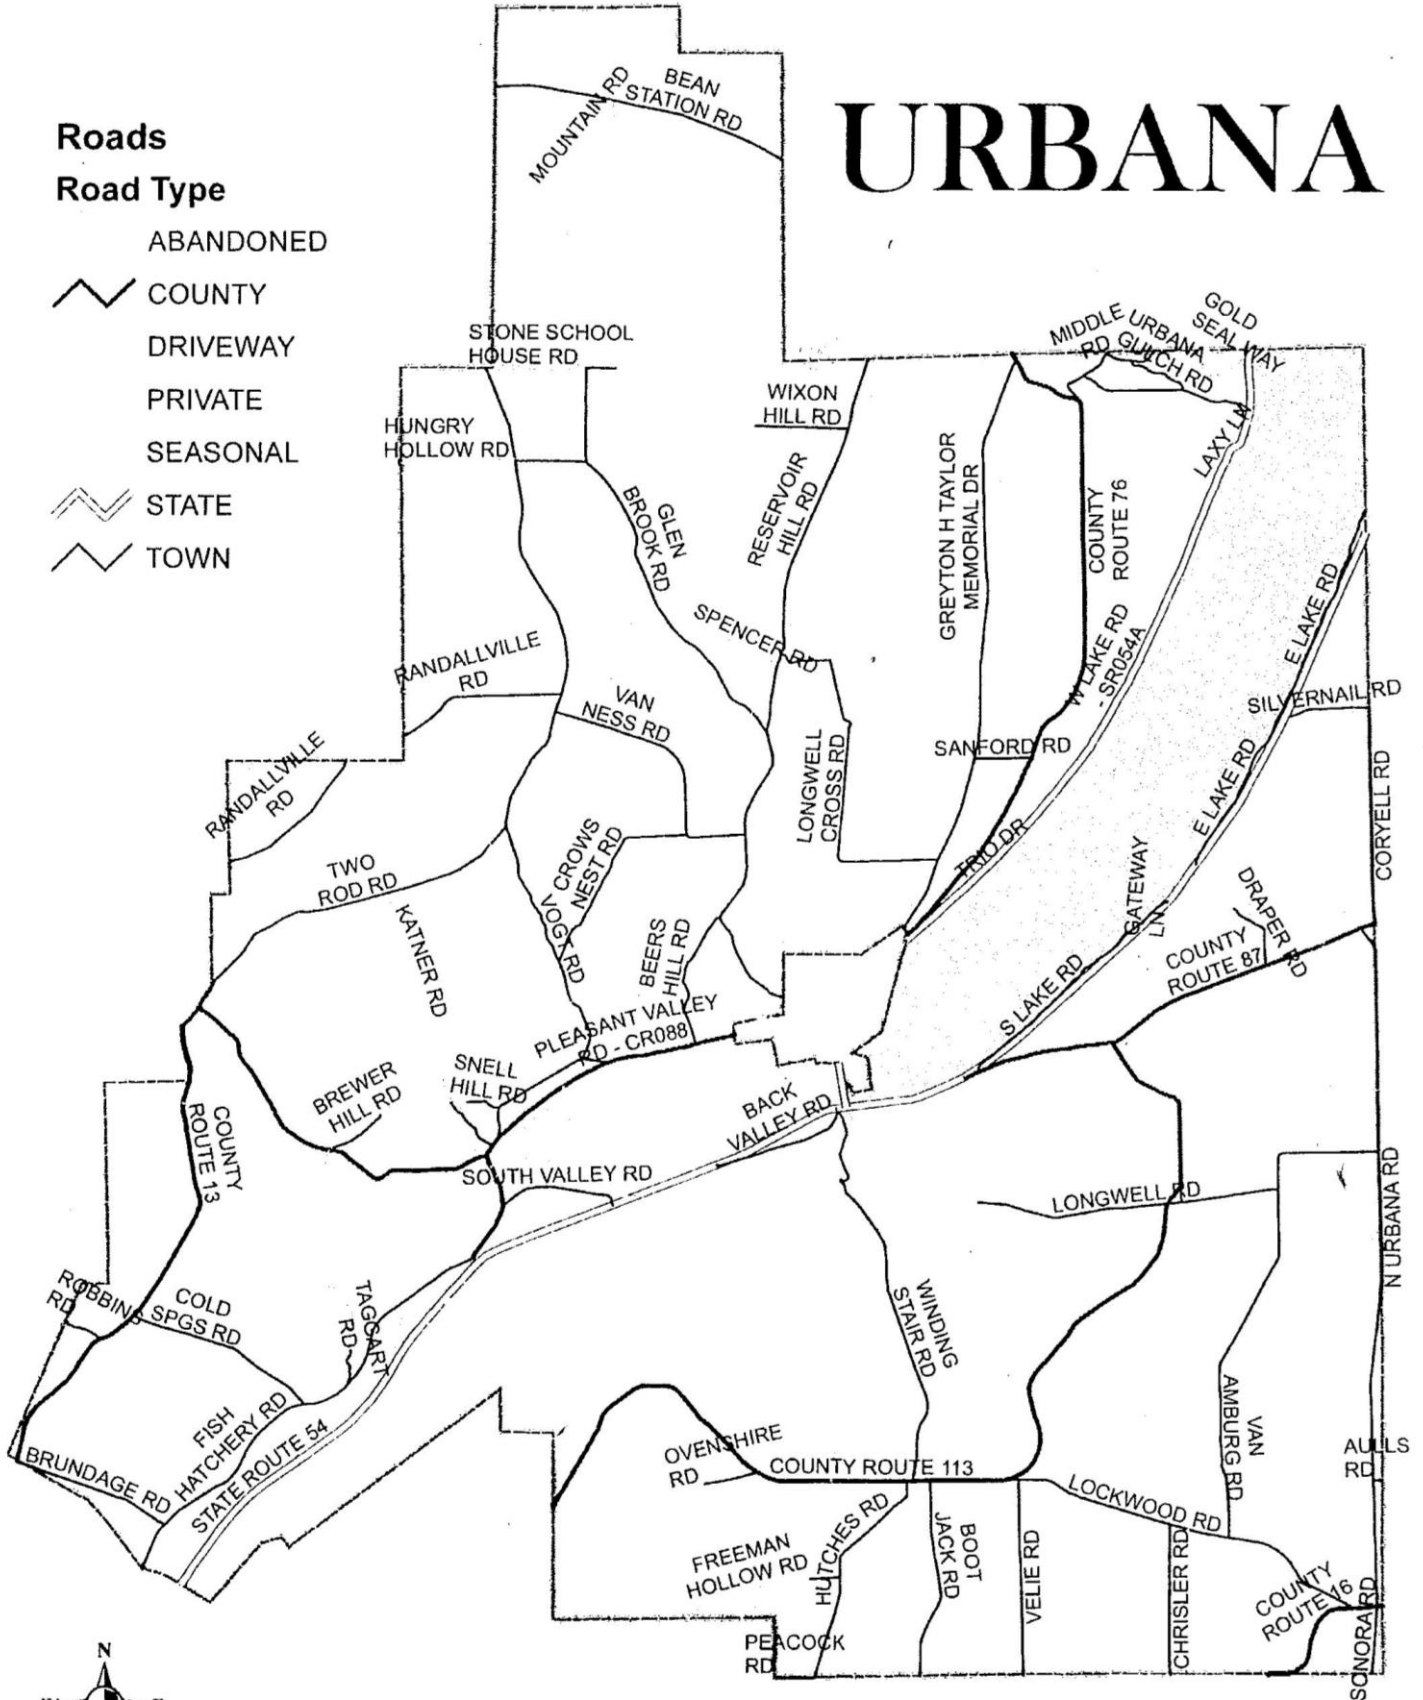 URBANA
Roads
Road Type
ABANDONED
COUNTY
DRIVEWAY
PRIVATE
SEASONAL
STATE
TOWN
MOUNTAIN RD
BEAN
STATION RD
STONE SCHOOL
HOUSE RD
HUNGRY
HOLLOW RD
GLEN
BROOK RD
WIXON
HILL RD
RESERVOIR
HILL RD
SPENCER RD
GREYTON H TAYLOR
MEMORIAL DR
MIDDLE
RD
URBANA
GULCH RD
GOLD
SEAL WAY
LAXY LN
COUNTY
ROUTE 76
W LAKE RD
- SR054A
E LAKE RD
SILVERNAIL RD
E LAKE RD
CORYELL RD
RANDALLVILLE
RD
VAN
NESS RD
RANDALLVILLE
RD
LONGWELL
CROSS RD
SANFORD RD
TRIO DR
TWO
ROD RD
KATNER RD
CROWS
NEST RD
VOGT RD
BEERS
HILL RD
GATEWAY
LN
DRAPER RD
COUNTY
ROUTE 87
S LAKE RD
PLEASANT VALLEY
RD - CR088
SNELL
HILL RD
BREWER
HILL RD
BACK
VALLEY RD
COUNTY
ROUTE 13
SOUTH VALLEY RD
LONGWELL RD
N URBANA RD
ROBBINS
RD
COLD
SPGS RD
TAGGART
RD
WINDING
STAIR RD
VAN
AMBURG RD
FISH
HATCHERY RD
STATE ROUTE 54
BRUNDAGE RD
OVENSHIRE
RD
COUNTY ROUTE 113
LOCKWOOD RD
AULLS
RD
FREEMAN
HOLLOW RD
HUTCHES RD
BOOT
JACK RD
VELIE RD
CHRISLER RD
COUNTY
ROUTE 16
SONORA RD
PEACOCK
RD
N